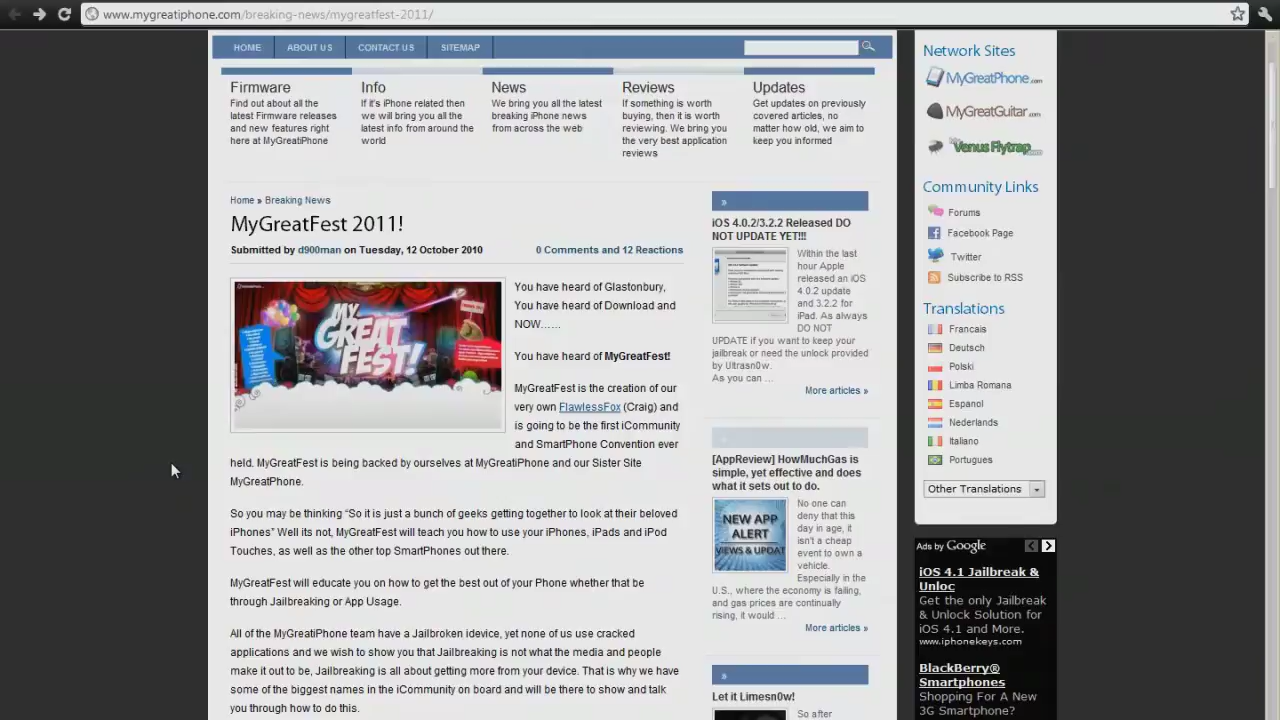 www.mygreatiphone.com/breaking-news/mygreatfest-2011/
HOME
ABOUT US
CONTACT US
SITEMAP
Firmware
Find out about all the
latest Firmware releases
and new features right
here at MyGreatiPhone
Info
If it's iPhone related then
we will bring you all the
latest info from around the
world
News
We bring you all the latest
breaking iPhone news
from across the web
Reviews
If something is worth
buying, then it is worth
reviewing. We bring you
the very best application
reviews
Updates
Get updates on previously
covered articles, no
matter how old, we aim to
keep you informed
Home » Breaking News
MyGreatFest 2011!
Submitted by d900man on Tuesday, 12 October 2010
0 Comments and 12 Reactions
MY
GREAT
FEST!
You have heard of Glastonbury,
You have heard of Download and
NOW……
You have heard of MyGreatFest!
MyGreatFest is the creation of our
very own FlawlessFox (Craig) and
is going to be the first iCommunity
and SmartPhone Convention ever
held. MyGreatFest is being backed by ourselves at MyGreatiPhone and our Sister Site
MyGreatPhone.
So you may be thinking “So it is just a bunch of geeks getting together to look at their beloved
iPhones” Well its not, MyGreatFest will teach you how to use your iPhones, iPads and iPod
Touches, as well as the other top SmartPhones out there.
MyGreatFest will educate you on how to get the best out of your Phone whether that be
through Jailbreaking or App Usage.
All of the MyGreatiPhone team have a Jailbroken idevice, yet none of us use cracked
applications and we wish to show you that Jailbreaking is not what the media and people
make it out to be, Jailbreaking is all about getting more from your device. That is why we have
some of the biggest names in the iCommunity on board and will be there to show and talk
you through how to do this.
»
iOS 4.0.2/3.2.2 Released DO
NOT UPDATE YET!!!
Within the last
hour Apple
released an iOS
4.0.2 update
and 3.2.2 for
iPad. As always
DO NOT
UPDATE if you want to keep your
jailbreak or need the unlock provided
by Ultrasn0w.
As you can ...
More articles »
[AppReview] HowMuchGas is
simple, yet effective and does
what it sets out to do.
NEW APP
ALERT
VIEWS & UPDAT
No one can
deny that this
day in age, it
isn't a cheap
event to own a
vehicle.
Especially in the
U.S., where the economy is failing,
and gas prices are continually
rising, it would ...
More articles »
»
Let it Limesn0w!
So after
Network Sites
MyGreatPhone.com
MyGreatGuitar.com
Venus Flytrap.com
Community Links
Forums
Facebook Page
Twitter
Subscribe to RSS
Translations
Francais
Deutsch
Polski
Limba Romana
Espanol
Nederlands
Italiano
Portugues
Other Translations
Ads by Google
iOS 4.1 Jailbreak &
Unloc
Get the only Jailbreak
& Unlock Solution for
iOS 4.1 and More.
www.iphonekeys.com
BlackBerry®
Smartphones
Shopping For A New
3G Smartphone?